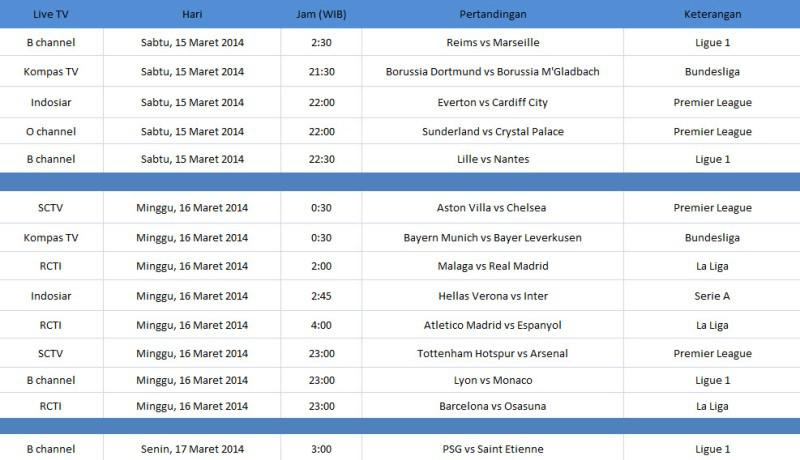 Live TV Hari Jam (WIB) Pertandingan Keterangan
B channel Sabtu, 15 Maret 2014 2:30 Reims vs Marseille Ligue 1
Kompas TV Sabtu, 15 Maret 2014 21:30 Borussia Dortmund vs Borussia M'Gladbach Bundesliga
Indosiar Sabtu, 15 Maret 2014 22:00 Everton vs Cardiff City Premier League
O channel Sabtu, 15 Maret 2014 22:00 Sunderland vs Crystal Palace Premier League
B channel Sabtu, 15 Maret 2014 22:30 Lille vs Nantes Ligue 1
SCTV Minggu, 16 Maret 2014 0:30 Aston Villa vs Chelsea Premier League
Kompas TV Minggu, 16 Maret 2014 0:30 Bayern Munich vs Bayer Leverkusen Bundesliga
RCTI Minggu, 16 Maret 2014 2:00 Malaga vs Real Madrid La Liga
Indosiar Minggu, 16 Maret 2014 2:45 Hellas Verona vs Inter Serie A
RCTI Minggu, 16 Maret 2014 4:00 Atletico Madrid vs Espanyol La Liga
SCTV Minggu, 16 Maret 2014 23:00 Tottenham Hotspur vs Arsenal Premier League
B channel Minggu, 16 Maret 2014 23:00 Lyon vs Monaco Ligue 1
RCTI Minggu, 16 Maret 2014 23:00 Barcelona vs Osasuna La Liga
B channel Senin, 17 Maret 2014 3:00 PSG vs Saint Etienne Ligue 1